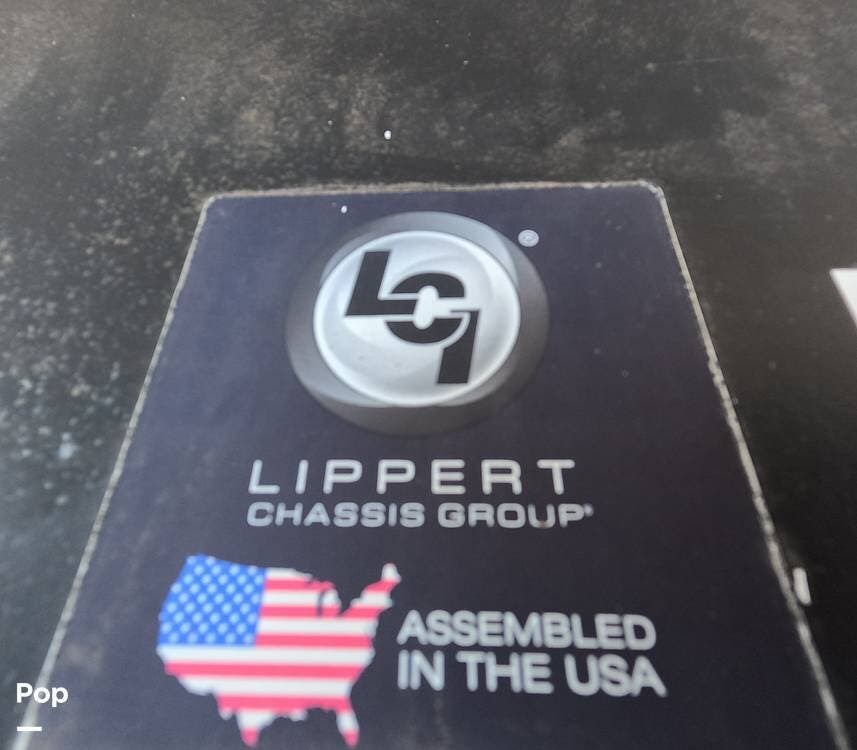 LCI
LIPPERT
CHASSIS GROUP®
ASSEMBLED
IN THE USA
Pop